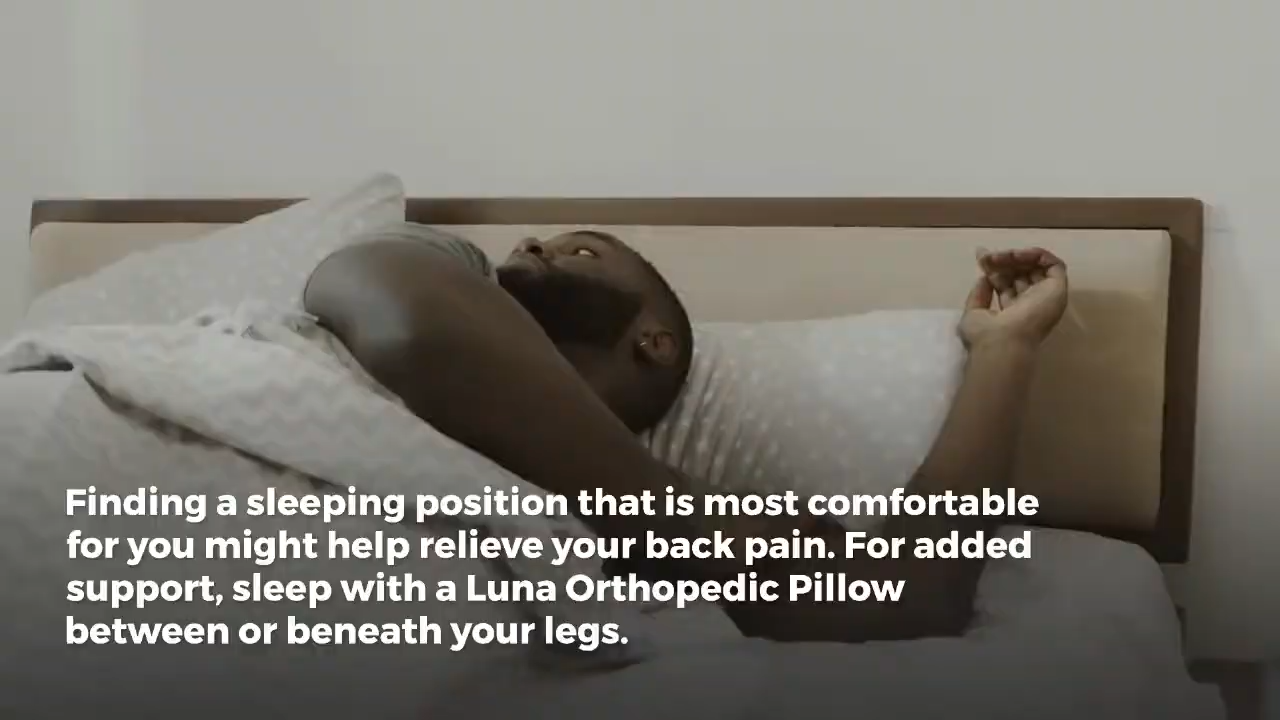 Finding a sleeping position that is most comfortable
for you might help relieve your back pain. For added
support, sleep with a Luna Orthopedic Pillow
between or beneath your legs.